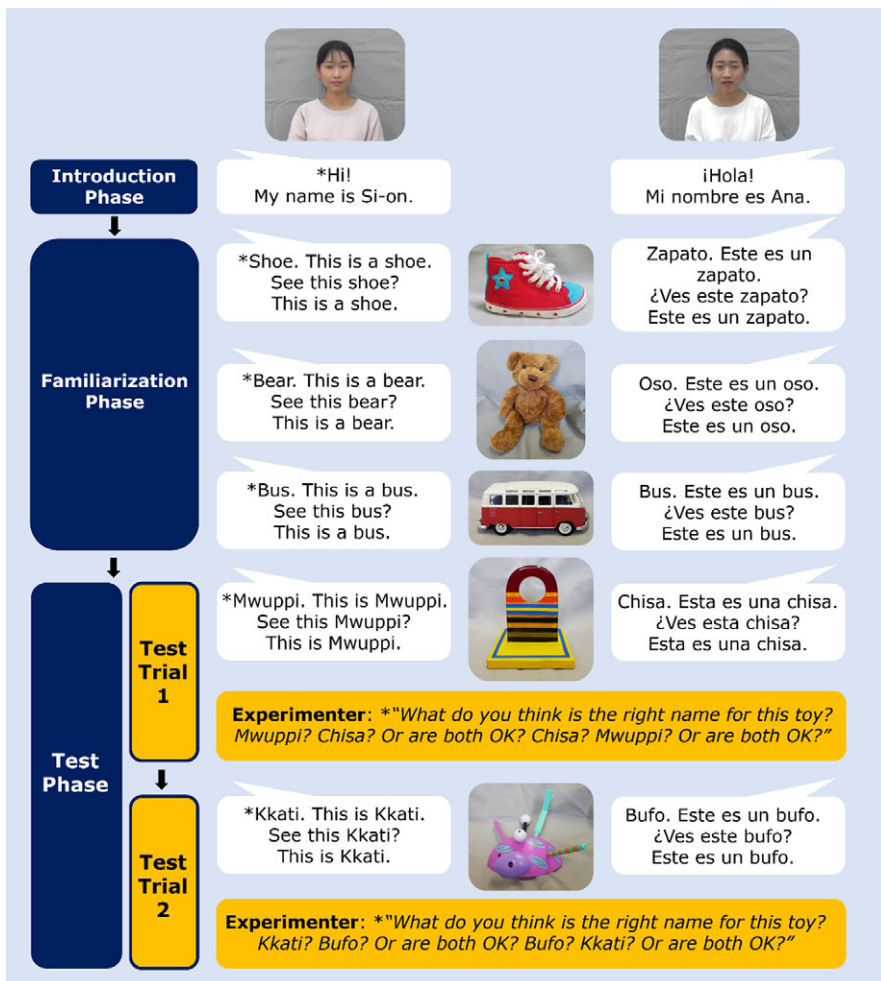 Introduction
Phase
*Hi!
My name is Si-on.
¡Hola!
Mi nombre es Ana.
Familiarization
Phase
*Shoe. This is a shoe.
See this shoe?
This is a shoe.
Zapato. Este es un
zapato.
¿Ves este zapato?
Este es un zapato.
*Bear. This is a bear.
See this bear?
This is a bear.
Oso. Este es un oso.
¿Ves este oso?
Este es un oso.
*Bus. This is a bus.
See this bus?
This is a bus.
Bus. Este es un bus.
¿Ves este bus?
Este es un bus.
Test
Phase
Test
Trial
1
*Mwuppi. This is Mwuppi.
See this Mwuppi?
This is Mwuppi.
Chisa. Esta es una chisa.
¿Ves esta chisa?
Esta es una chisa.
Experimenter: *“What do you think is the right name for this toy?
Mwuppi? Chisa? Or are both OK? Chisa? Mwuppi? Or are both OK?”
Test
Trial
2
*Kkati. This is Kkati.
See this Kkati?
This is Kkati.
Bufo. Este es un bufo.
¿Ves este bufo?
Este es un bufo.
Experimenter: *“What do you think is the right name for this toy?
Kkati? Bufo? Or are both OK? Bufo? Kkati? Or are both OK?”